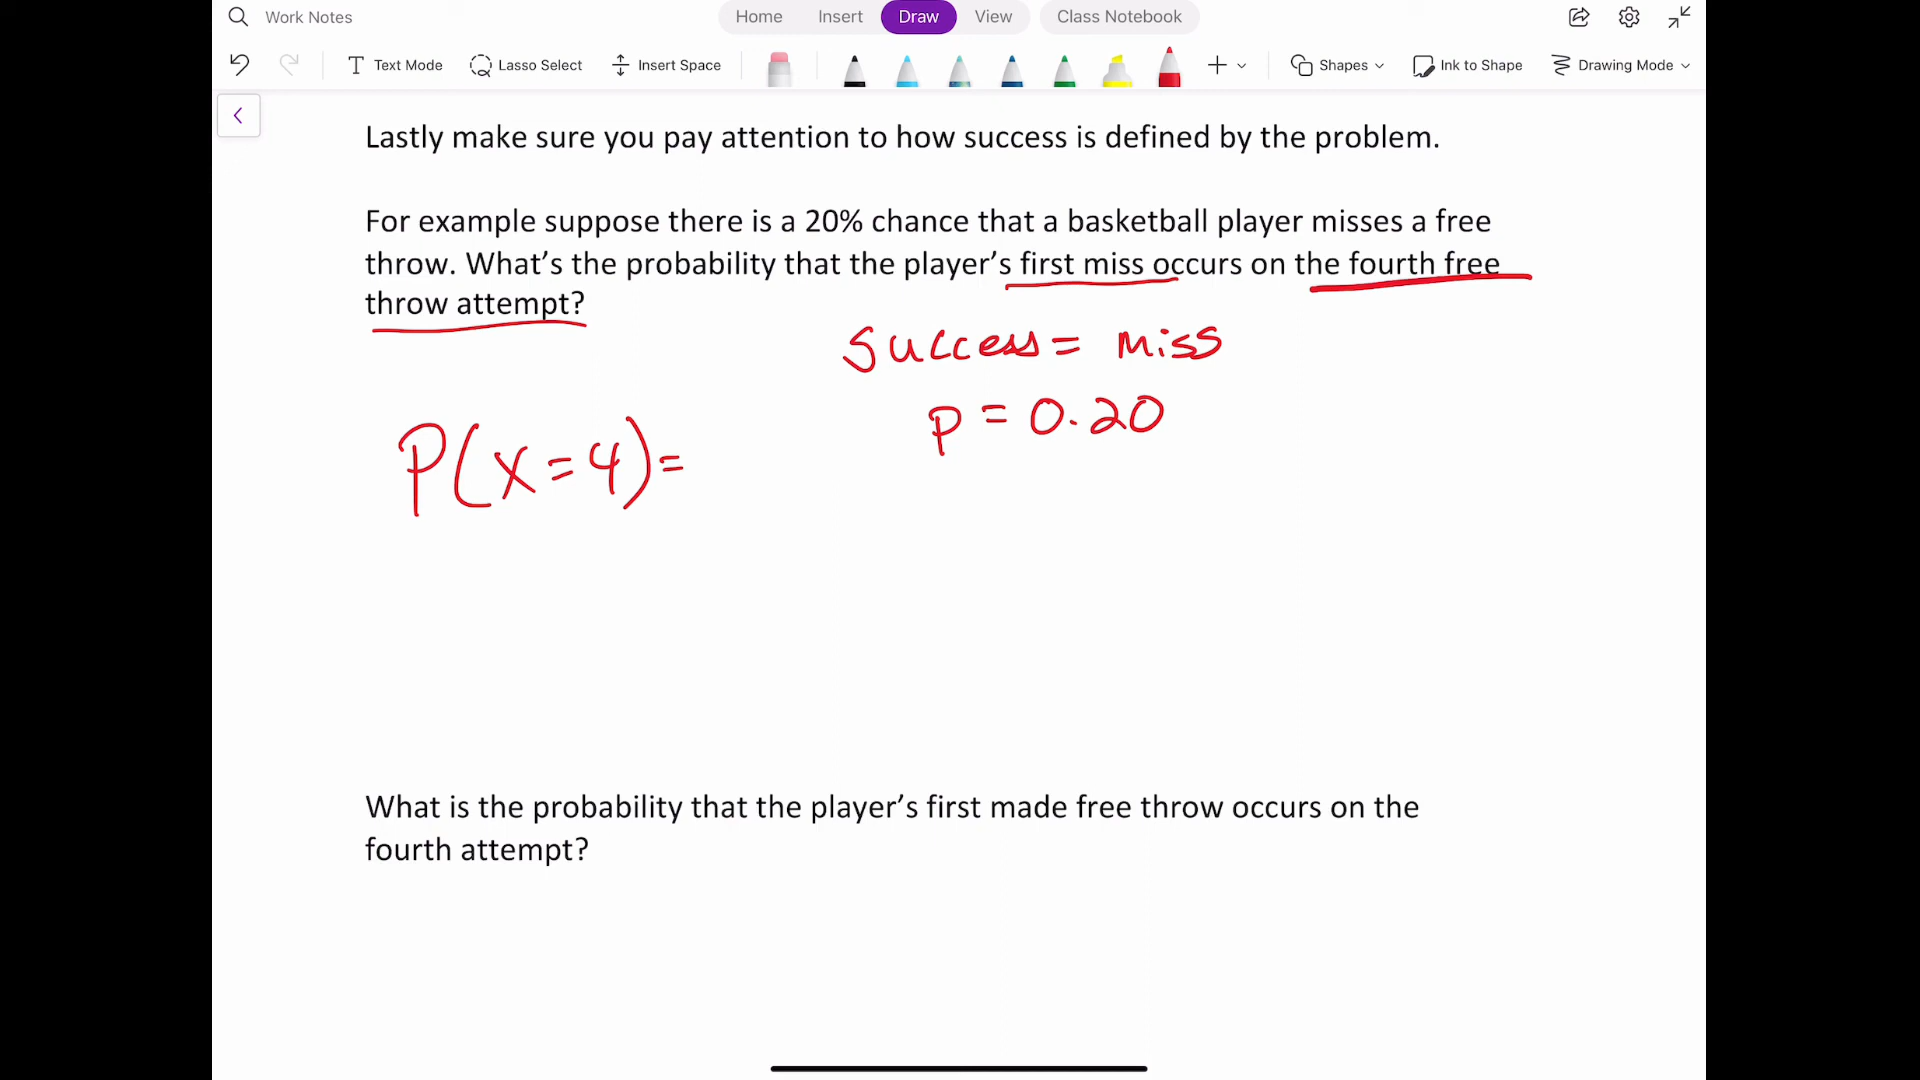 Work Notes
Home Insert Draw View Class Notebook
Text Mode Lasso Select Insert Space Shapes Ink to Shape Drawing Mode
Lastly make sure you pay attention to how success is defined by the problem.
For example suppose there is a 20% chance that a basketball player misses a free
throw. What’s the probability that the player’s first miss occurs on the fourth free
throw attempt?
Success = miss
p = 0.20
P(x=4)=
What is the probability that the player’s first made free throw occurs on the
fourth attempt?